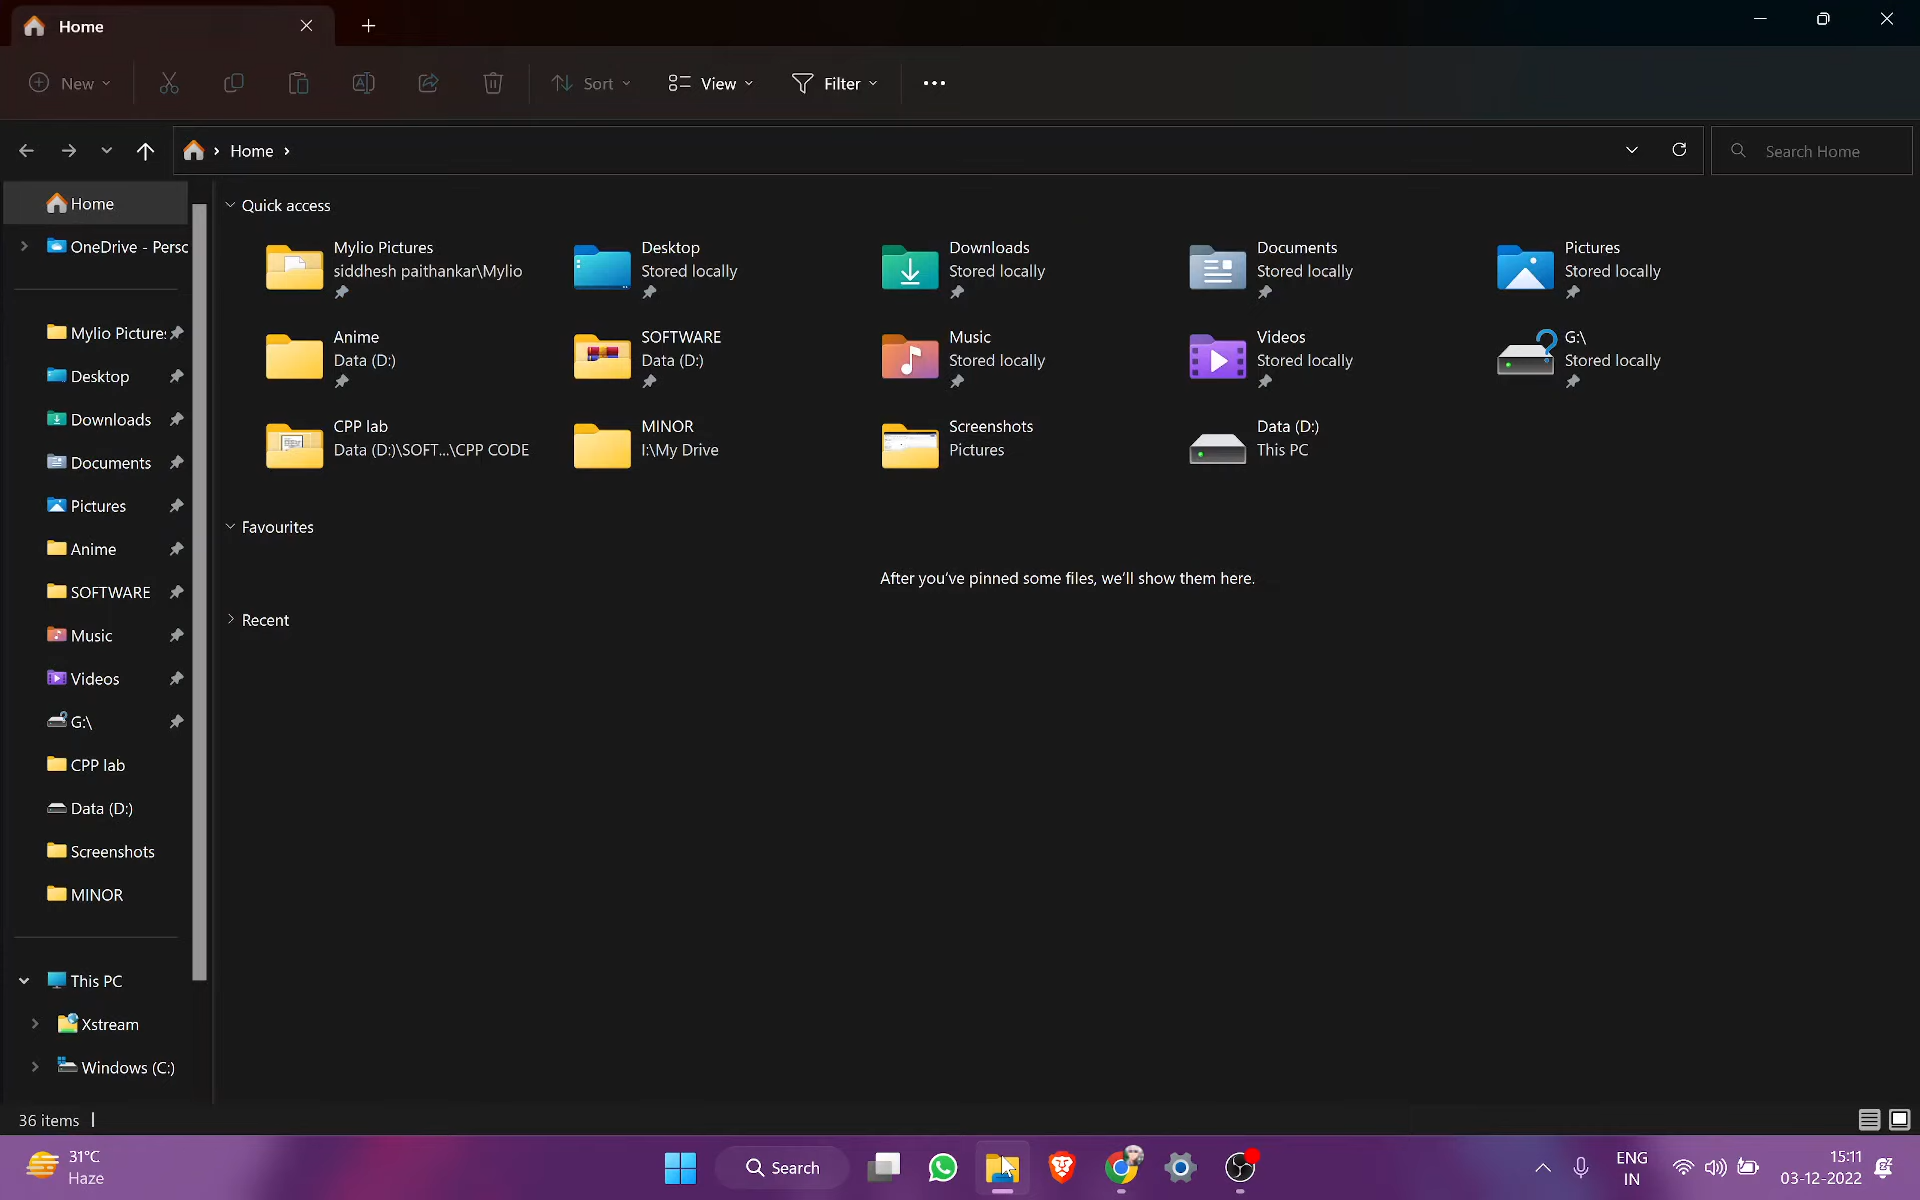 Home
New
Sort
View
Filter
Home
Search Home
Home
OneDrive - Perso
Mylio Pictures
Desktop
Downloads
Documents
Pictures
Anime
SOFTWARE
Music
Videos
G:\
CPP lab
Data (D:)
Screenshots
MINOR
This PC
Xstream
Windows (C:)
Quick access
Mylio Pictures
siddhesh paithankar\Mylio
Desktop
Stored locally
Downloads
Stored locally
Documents
Stored locally
Pictures
Stored locally
Anime
Data (D:)
SOFTWARE
Data (D:)
Music
Stored locally
Videos
Stored locally
G:\
Stored locally
CPP lab
Data (D:)\SOFT...\CPP CODE
MINOR
I:\My Drive
Screenshots
Pictures
Data (D:)
This PC
Favourites
After you've pinned some files, we'll show them here.
Recent
36 items
31°C
Haze
Search
ENG
IN
15:11
03-12-2022